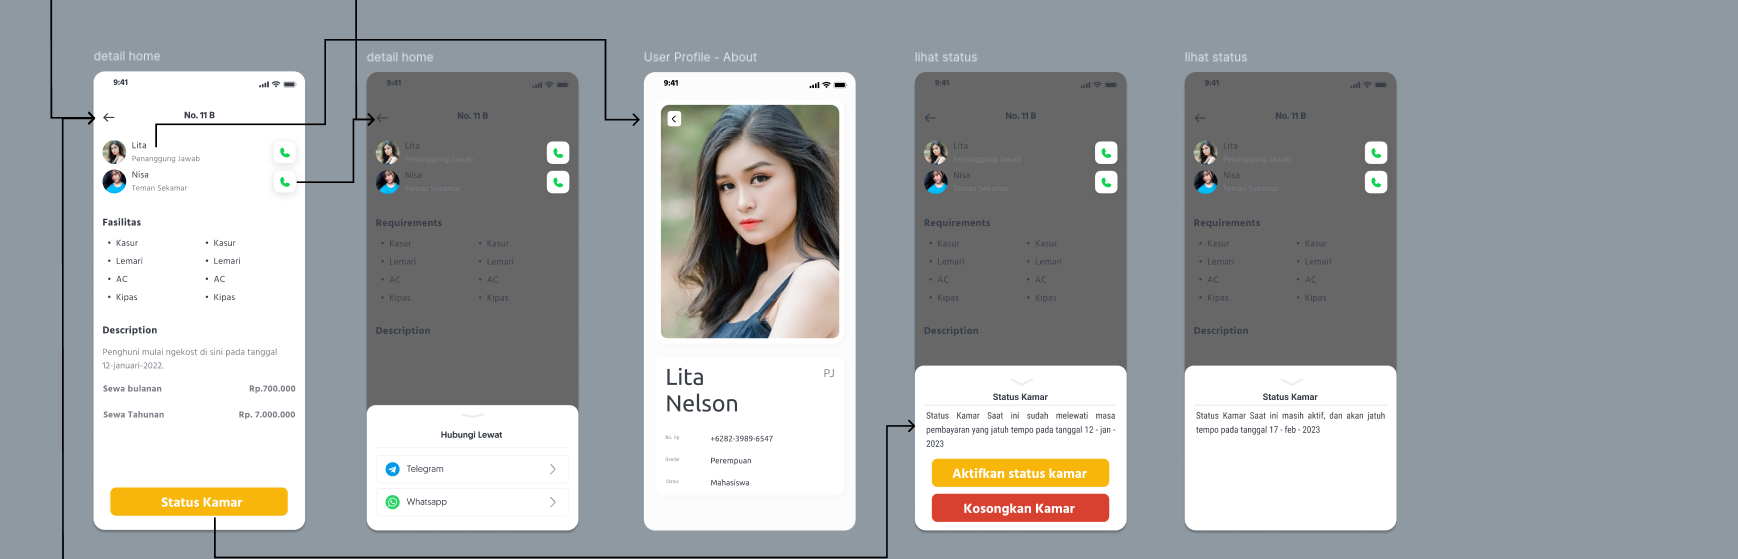 detail home
9:41
No. 11 B
Lita
Penanggung Jawab
Nisa
Teman Sekamar
Fasilitas
• Kasur • Kasur
• Lemari • Lemari
• AC • AC
• Kipas • Kipas
Description
Penghuni mulai ngekost di sini pada tanggal
12-januari-2022.
Sewa bulanan Rp.700.000
Sewa Tahunan Rp. 7.000.000
Status Kamar
detail home
9:41
No. 11 B
Lita
Penanggung Jawab
Nisa
Teman Sekamar
Requirements
• Kasur • Kasur
• Lemari • Lemari
• AC • AC
• Kipas • Kipas
Description
Hubungi Lewat
Telegram
Whatsapp
User Profile - About
9:41
Lita
Nelson
PJ
No. Hp +6282-3989-6547
Gender Perempuan
Status Mahasiswa
lihat status
9:41
No. 11 B
Lita
Penanggung Jawab
Nisa
Teman Sekamar
Requirements
• Kasur • Kasur
• Lemari • Lemari
• AC • AC
• Kipas • Kipas
Description
Status Kamar
Status Kamar Saat ini sudah melewati masa
pembayaran yang jatuh tempo pada tanggal 12 - jan -
2023
Aktifkan status kamar
Kosongkan Kamar
lihat status
9:41
No. 11 B
Lita
Penanggung Jawab
Nisa
Teman Sekamar
Requirements
• Kasur • Kasur
• Lemari • Lemari
• AC • AC
• Kipas • Kipas
Description
Status Kamar
Status Kamar Saat ini masih aktif, dan akan jatuh
tempo pada tanggal 17 - feb - 2023